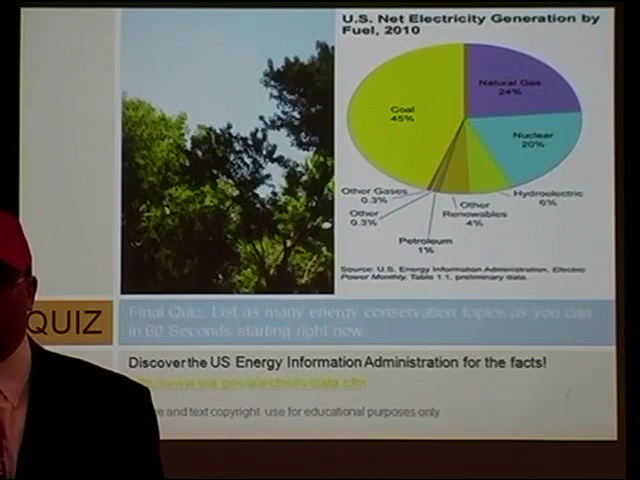 U.S. Net Electricity Generation by
Fuel, 2010
Natural Gas
24%
Coal
45%
Nuclear
20%
Other Gases
0.3%
Hydroelectric
6%
Other
0.3%
Other
Renewables
4%
Petroleum
1%
Source: U.S. Energy Information Administration, Electric
Power Monthly. Table 1.1, preliminary data.
QUIZ
Final Quiz. List as many energy conservation topics as you can
in 60 Seconds starting right now
Discover the US Energy Information Administration for the facts!
www.eia.gov/electricity/data.cfm
and text copyright use for educational purposes only